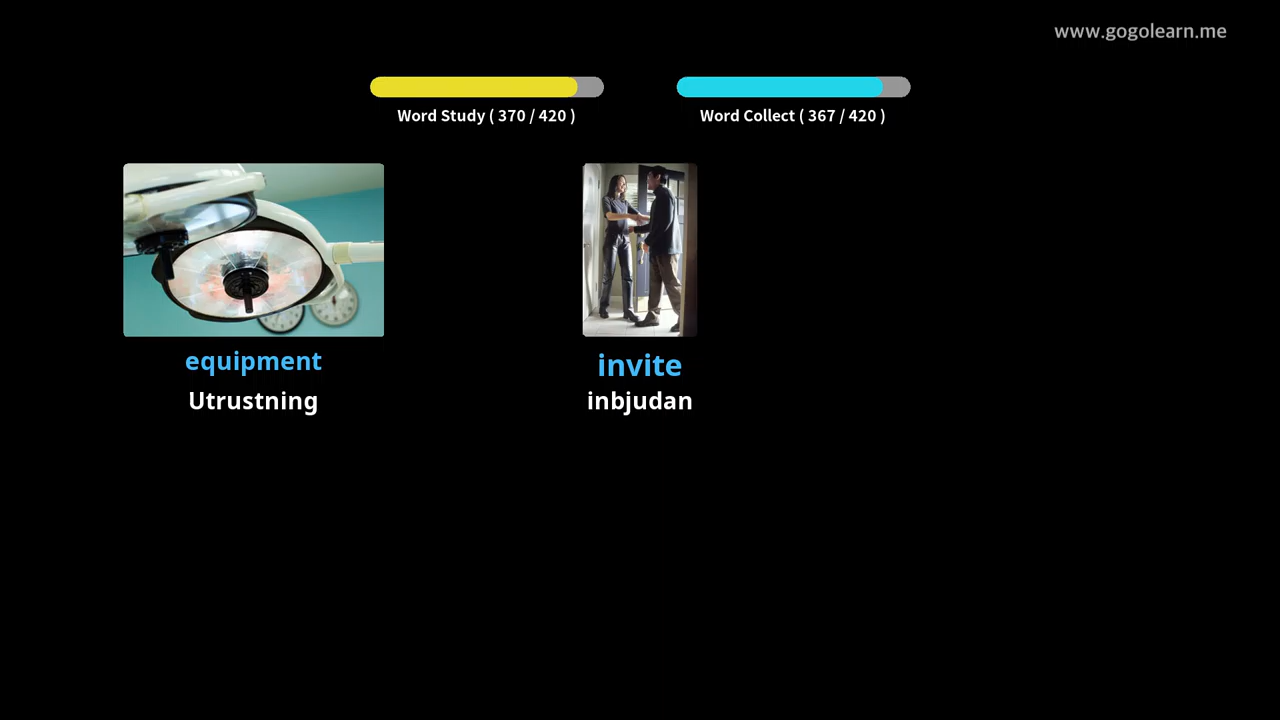 www.gogolearn.me
Word Study ( 370 / 420 )
Word Collect ( 367 / 420 )
equipment
Utrustning
invite
inbjudan